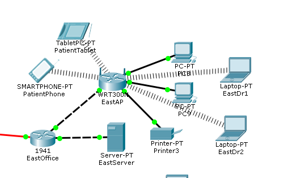 TabletPC-PT
PatientTablet
SMARTPHONE-PT
PatientPhone
WRT300
EastAP
PC-PT
PC8
Laptop-PT
EastDr1
PC-PT
PC9
1941
EastOffice
Server-PT
EastServer
Printer-PT
Printer3
Laptop-PT
EastDr2